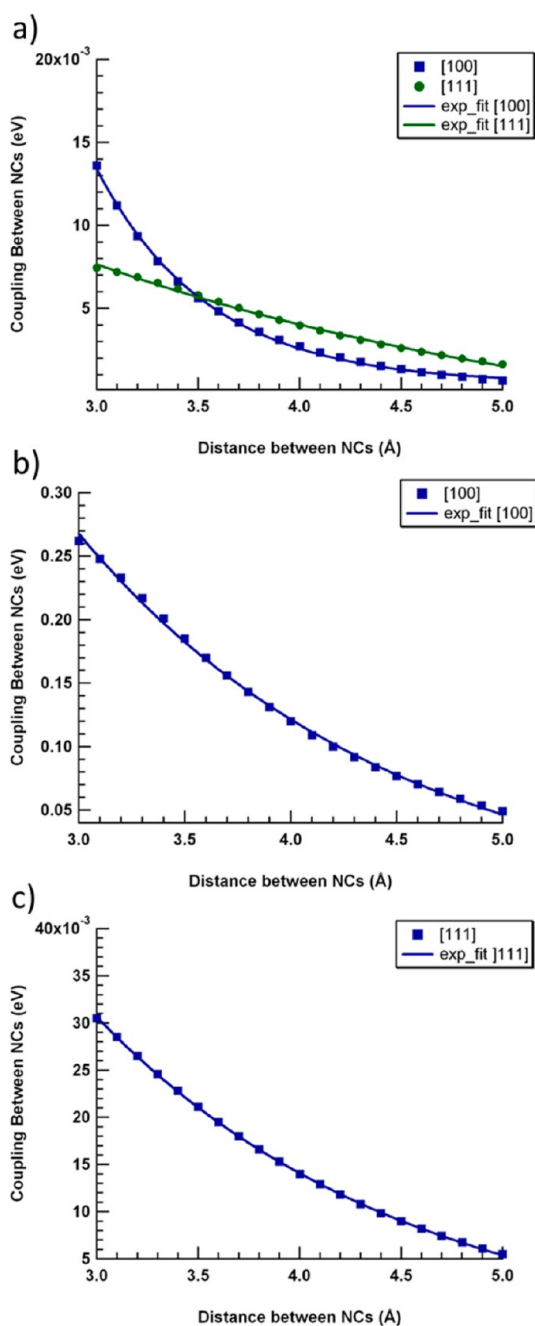 a)
20x10⁻³
15
10
5
3.0 3.5 4.0 4.5 5.0
Coupling Between NCs (eV)
Distance between NCs (Å)
[100]
[111]
exp_fit [100]
exp_fit [111]
b)
0.30
0.25
0.20
0.15
0.10
0.05
3.0 3.5 4.0 4.5 5.0
Coupling Between NCs (eV)
Distance between NCs (Å)
[100]
exp_fit [100]
c)
40x10⁻³
35
30
25
20
15
10
5
3.0 3.5 4.0 4.5 5.0
Coupling Between NCs (eV)
Distance between NCs (Å)
[111]
exp_fit ]111]